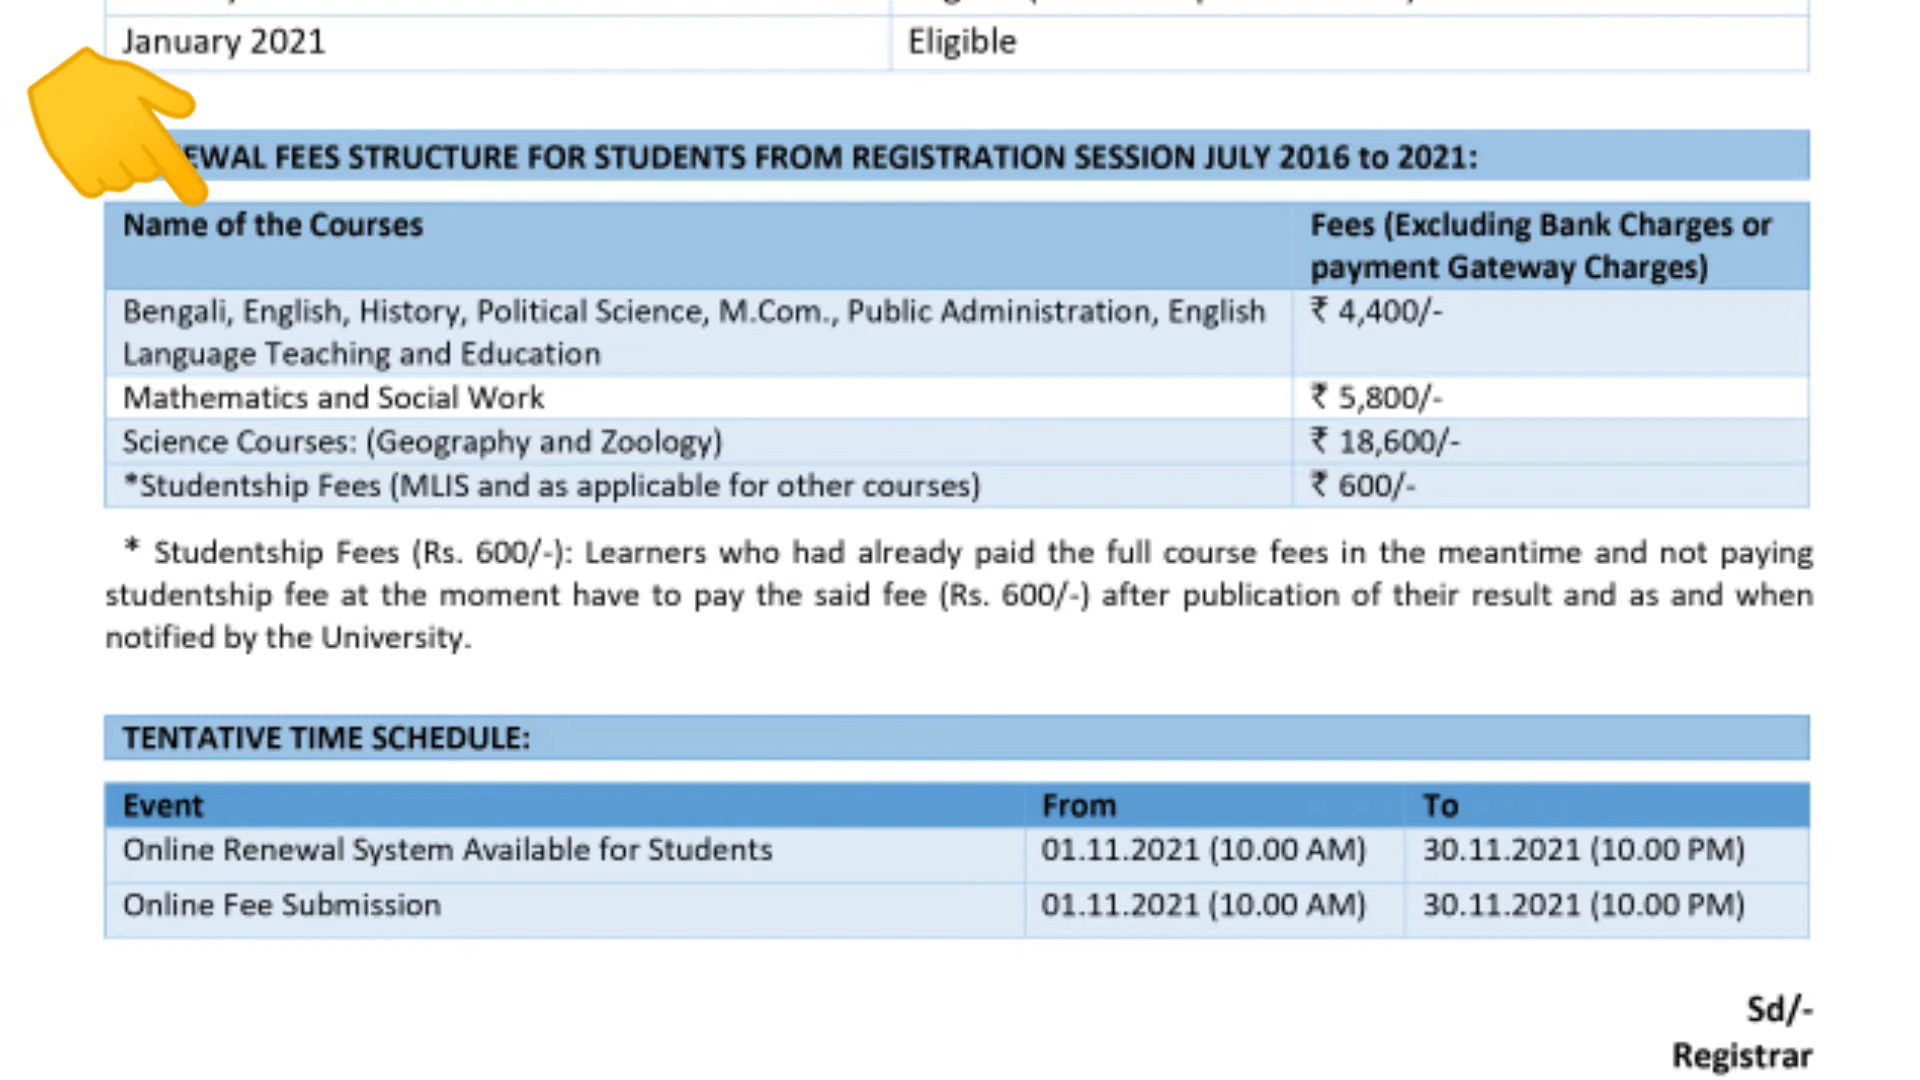 January 2021 Eligible
EWAL FEES STRUCTURE FOR STUDENTS FROM REGISTRATION SESSION JULY 2016 to 2021:
Name of the Courses Fees (Excluding Bank Charges or
payment Gateway Charges)
Bengali, English, History, Political Science, M.Com., Public Administration, English ₹ 4,400/-
Language Teaching and Education
Mathematics and Social Work ₹ 5,800/-
Science Courses: (Geography and Zoology) ₹ 18,600/-
*Studentship Fees (MLIS and as applicable for other courses) ₹ 600/-
* Studentship Fees (Rs. 600/-): Learners who had already paid the full course fees in the meantime and not paying
studentship fee at the moment have to pay the said fee (Rs. 600/-) after publication of their result and as and when
notified by the University.
TENTATIVE TIME SCHEDULE:
Event From To
Online Renewal System Available for Students 01.11.2021 (10.00 AM) 30.11.2021 (10.00 PM)
Online Fee Submission 01.11.2021 (10.00 AM) 30.11.2021 (10.00 PM)
Sd/-
Registrar